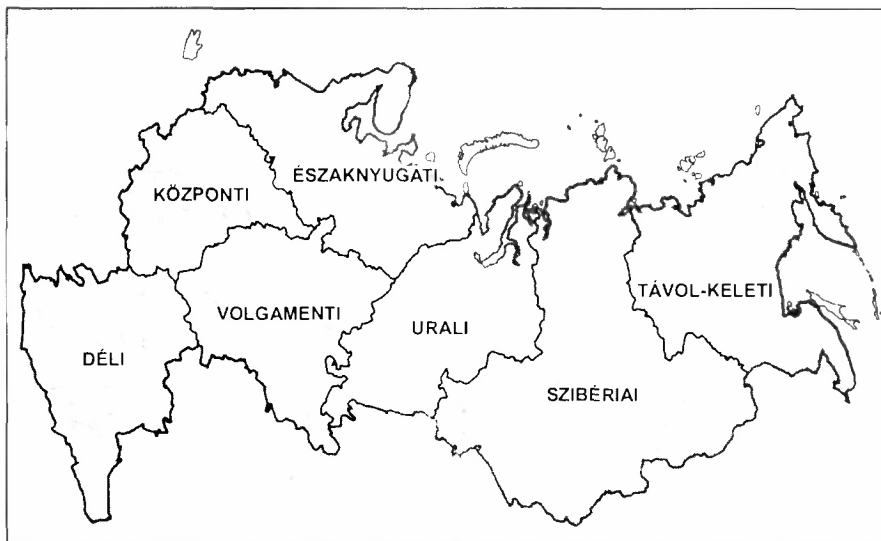 ÉSZAKNYUGATI
KÖZPONTI
VOLGAMENTI
URALI
TÁVOL-KELETI
DÉLI
SZIBÉRIAI